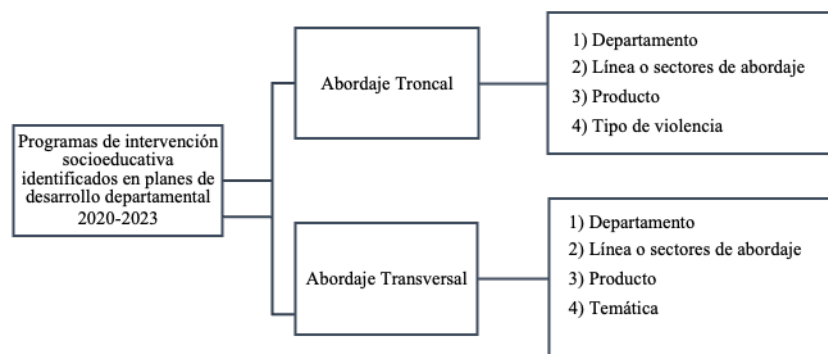 Programas de intervención
socioeducativa
identificados en planes de
desarrollo departamental
2020-2023
Abordaje Troncal
1) Departamento
2) Línea o sectores de abordaje
3) Producto
4) Tipo de violencia
Abordaje Transversal
1) Departamento
2) Línea o sectores de abordaje
3) Producto
4) Temática